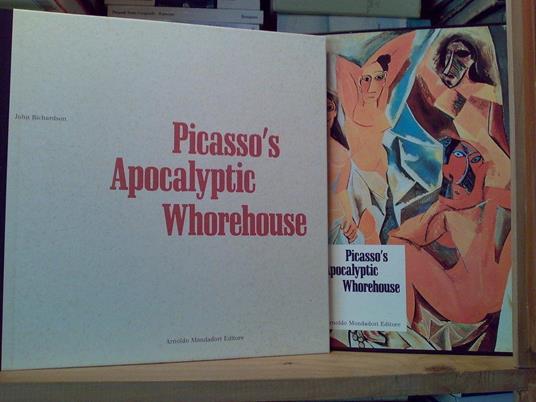 John Richardson
Picasso's
Apocalyptic
Whorehouse
Arnoldo Mondadori Editore
Picasso's
Apocalyptic
Whorehouse
Arnoldo Mondadori Editore